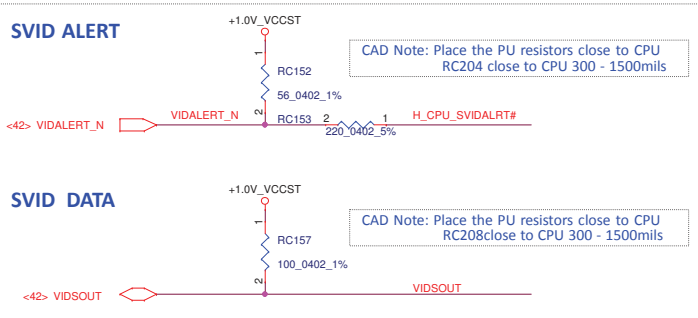 SVID ALERT
+1.0V_VCCST
CAD Note: Place the PU resistors close to CPU
RC204 close to CPU 300 - 1500mils
1
RC152
56_0402_1%
2
<42> VIDALERT_N
VIDALERT_N
RC153
2
1
H_CPU_SVIDALRT#
220_0402_5%
SVID DATA
+1.0V_VCCST
CAD Note: Place the PU resistors close to CPU
RC208close to CPU 300 - 1500mils
1
RC157
100_0402_1%
2
<42> VIDSOUT
VIDSOUT